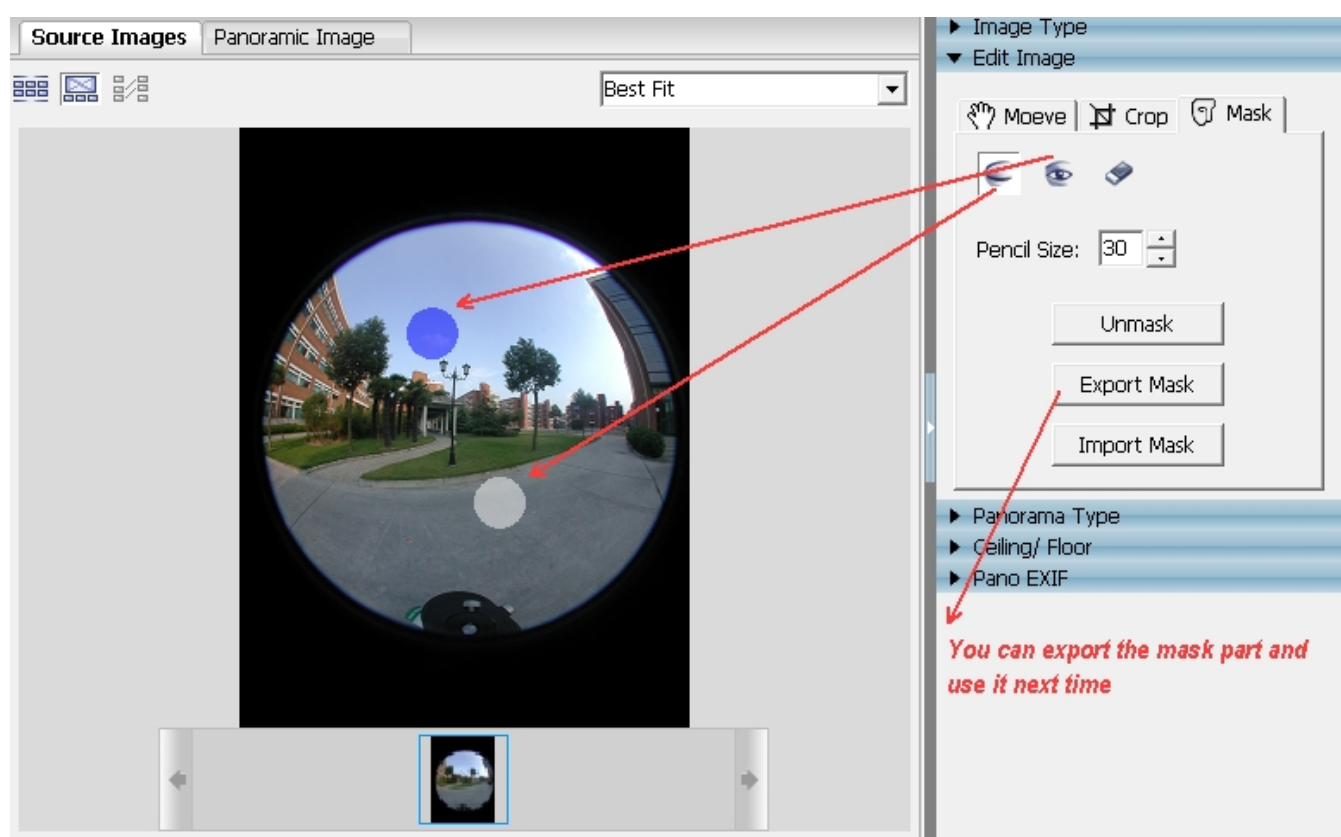 Source Images
Panoramic Image
Best Fit
Image Type
Edit Image
Moeve
Crop
Mask
Pencil Size:
30
Unmask
Export Mask
Import Mask
Panorama Type
Ceiling/ Floor
Pano EXIF
You can export the mask part and
use it next time